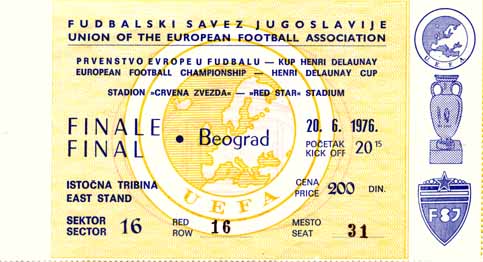 FUDBALSKI SAVEZ JUGOSLAVIJE
UNION OF THE EUROPEAN FOOTBALL ASSOCIATION
PRVENSTVO EVROPE U FUDBALU — KUP HENRI DELAUNAY
EUROPEAN FOOTBALL CHAMPIONSHIP — HENRI DELAUNAY CUP
STADION »CRVENA ZVEZDA« — »RED STAR« STADIUM
FINALE
FINAL
• Beograd
20. 6. 1976.
POČETAK
KICK OFF 20 15
ISTOČNA TRIBINA
EAST STAND
CENA
PRICE 200 DIN.
UEFA
SEKTOR
SECTOR 16
RED
ROW 16
MESTO
SEAT 31
UEFA
FSJ